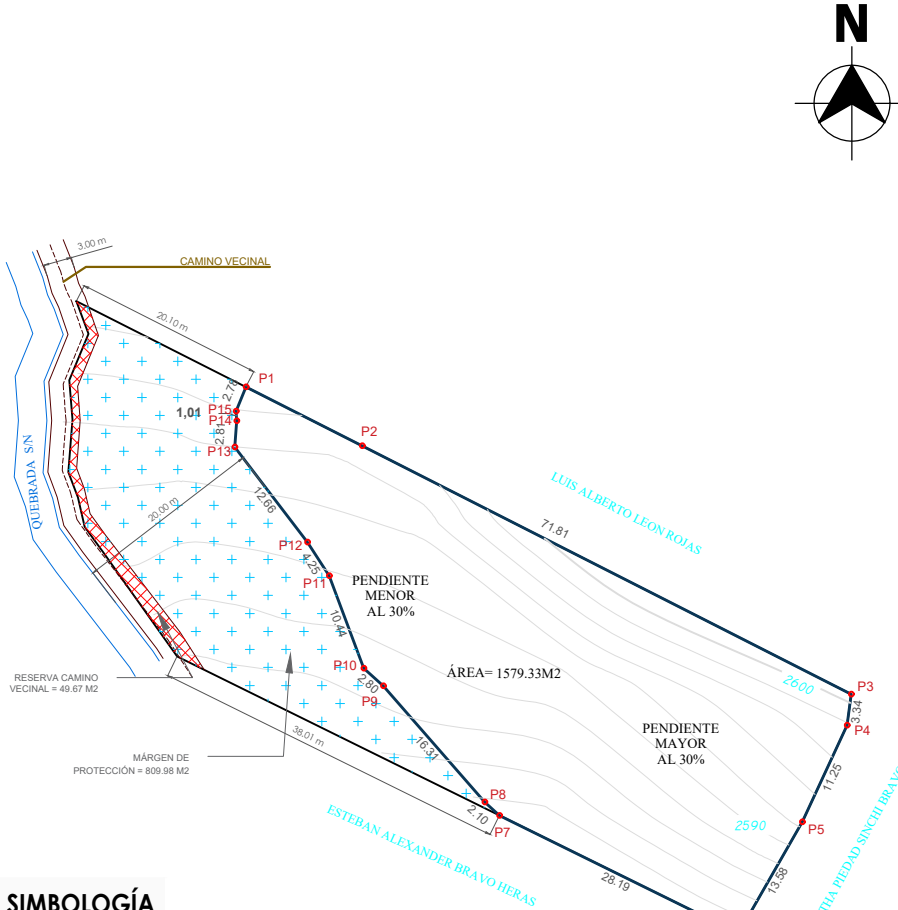 N
3.00 m
CAMINO VECINAL
20.10 m
P1
2.78
P15
1,01
P14
2.81
P13
P2
QUEBRADA S/N
20.00 m
12.66
LUIS ALBERTO LEON ROJAS
71.81
P12
4.25
P11
PENDIENTE
MENOR
AL 30%
10.44
P10
2.80
P9
ÁREA= 1579.33M2
RESERVA CAMINO
VECINAL = 49.67 M2
2600
P3
3.34
P4
38.01 m
16.31
PENDIENTE
MAYOR
AL 30%
MÁRGEN DE
PROTECCIÓN = 809.98 M2
11.25
P8
2.10
P7
2590
P5
ESTEBAN ALEXANDER BRAVO HERAS
28.19
13.58
PIEDAD SINCHI BRAVO
SIMBOLOGÍA